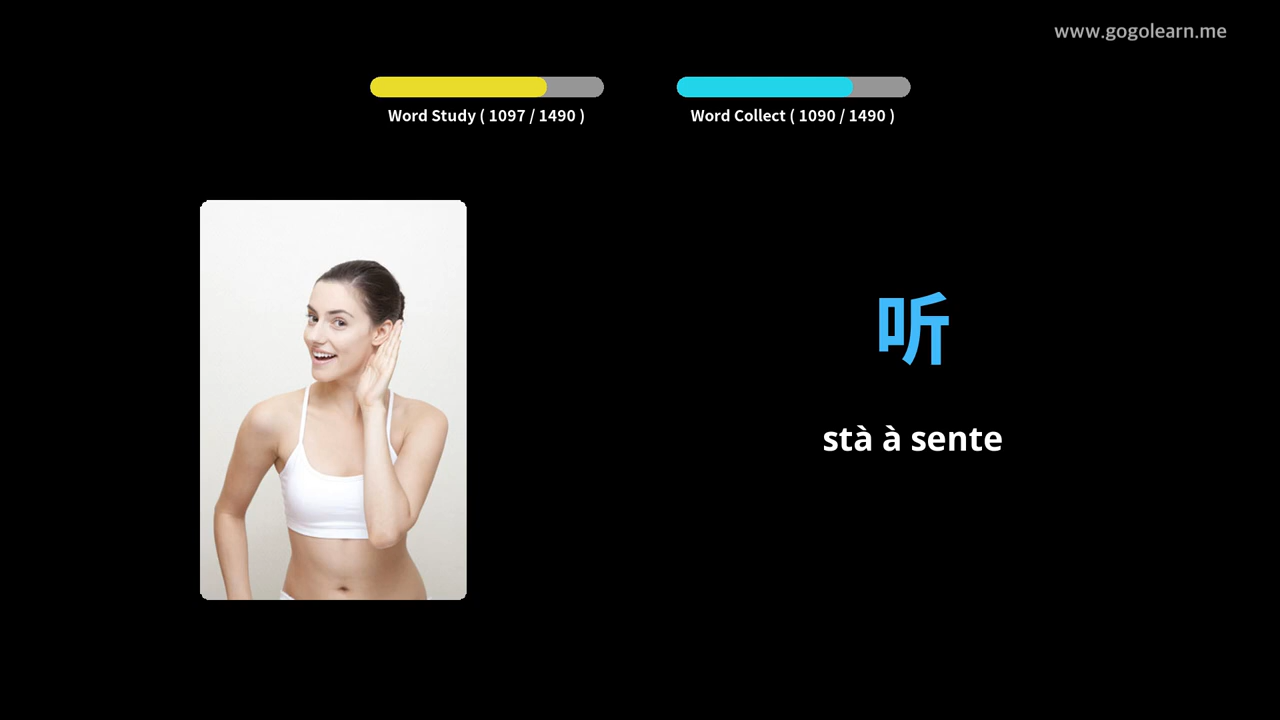 www.gogolearn.me
Word Study ( 1097 / 1490 )
Word Collect ( 1090 / 1490 )
听
stà à sente